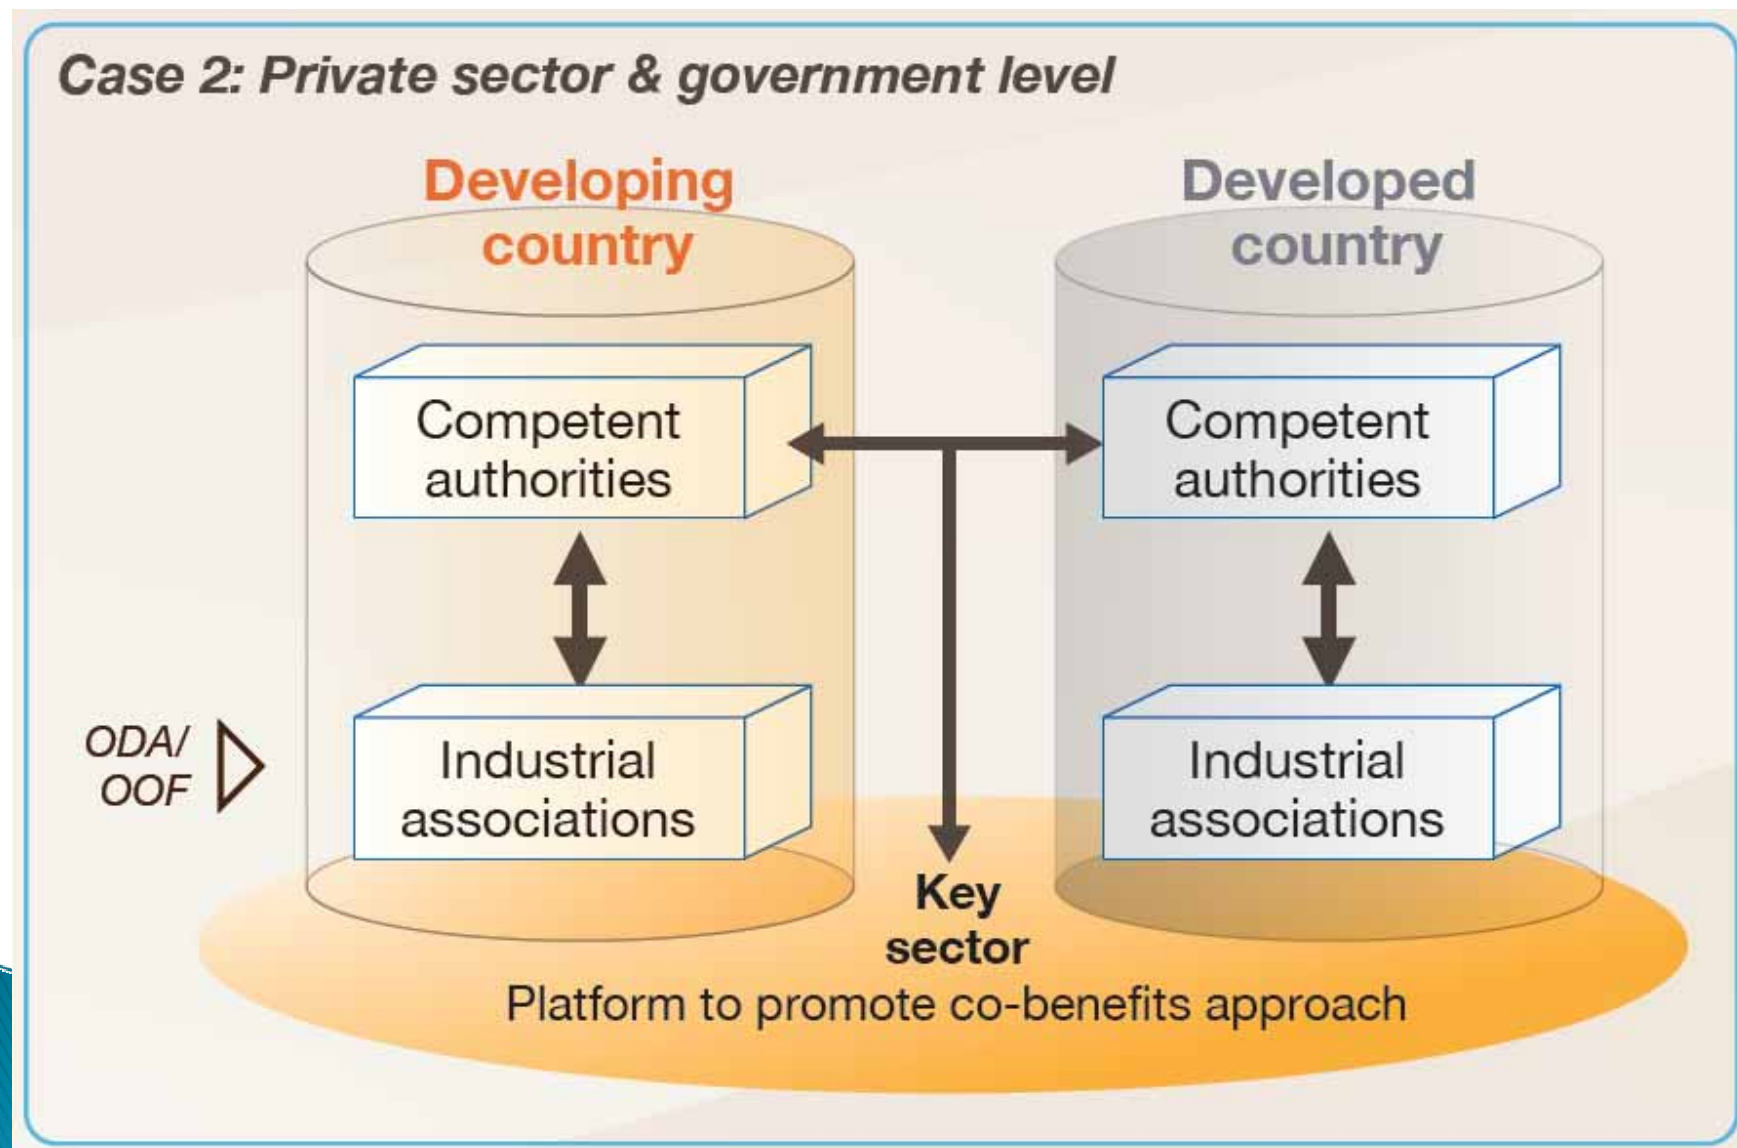 Case 2: Private sector & government level
Developing
country
Developed
country
Competent
authorities
Competent
authorities
ODA/
OOF
Industrial
associations
Industrial
associations
Key
sector
Platform to promote co-benefits approach